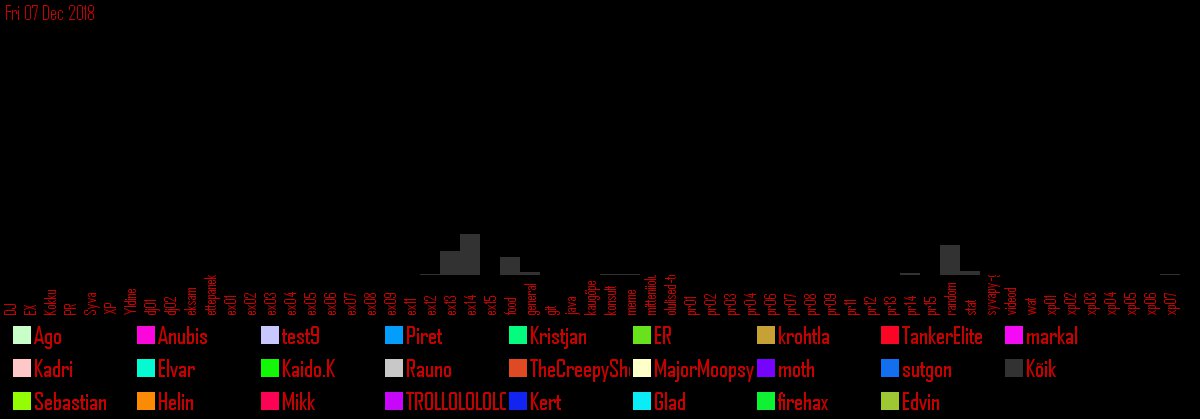 Fri 07 Dec 2018
DJ EX Kokku PR Syva XP Yldine dj01 dj02 eksam ettepanek ex01 ex02 ex03 ex04 ex05 ex06 ex07 ex08 ex09 ex11 ex12 ex13 ex14 ex15 food general git java kaugõpe konsult meme mitteniiolul. olulised-h pr01 pr02 pr03 pr04 pr06 pr07 pr08 pr09 pr11 pr12 pr13 pr14 pr15 random stat syvapy-t videod wat xp01 xp02 xp03 xp04 xp05 xp06 xp07
Ago Anubis test9 Piret Kristjan ER krohtla TankerElite markal
Kadri Elvar Kaido.K Rauno TheCreepySh MajorMoopsy moth sutgon Kõik
Sebastian Helin Mikk TROLLOLOLOLO Kert Glad firehax Edvin